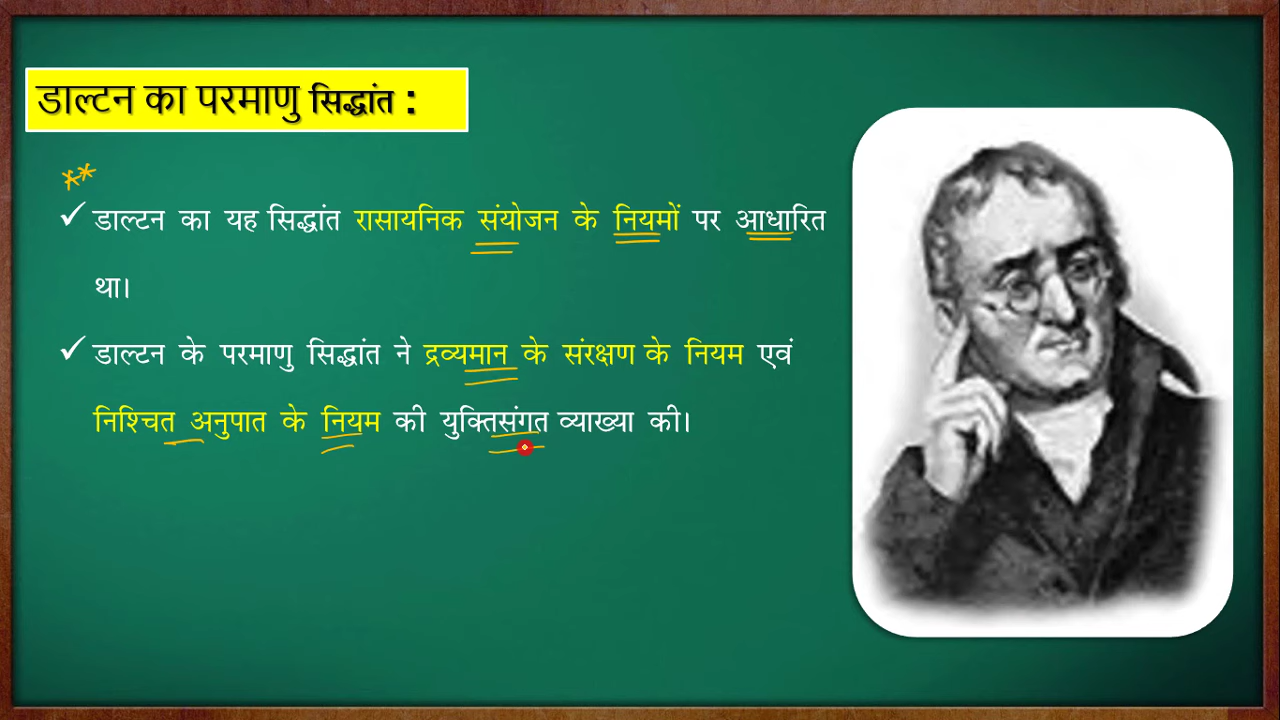 डाल्टन का परमाणु सिद्धांत :
**
✓ डाल्टन का यह सिद्धांत रासायनिक संयोजन के नियमों पर आधारित
था।
✓ डाल्टन के परमाणु सिद्धांत ने द्रव्यमान के संरक्षण के नियम एवं
निश्चित अनुपात के नियम की युक्तिसंगत व्याख्या की।